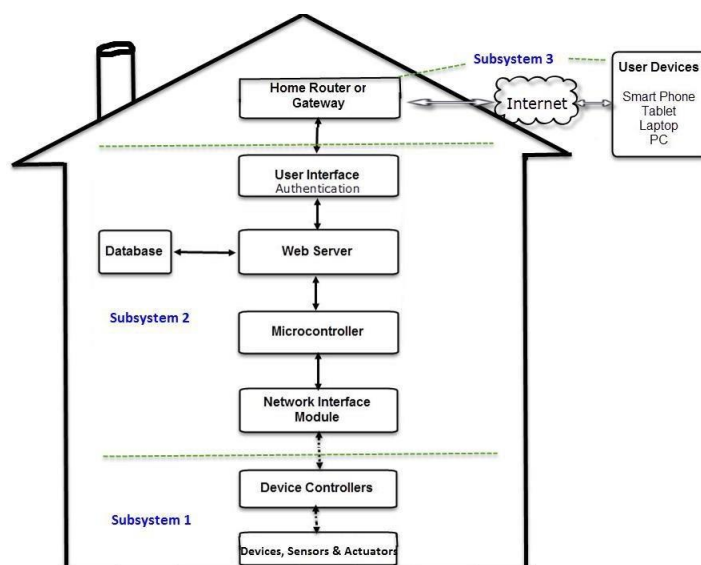 Subsystem 3
User Devices
Smart Phone
Tablet
Laptop
PC
Internet
Home Router or
Gateway
User Interface
Authentication
Database
Web Server
Subsystem 2
Microcontroller
Network Interface
Module
Device Controllers
Subsystem 1
Devices, Sensors & Actuators